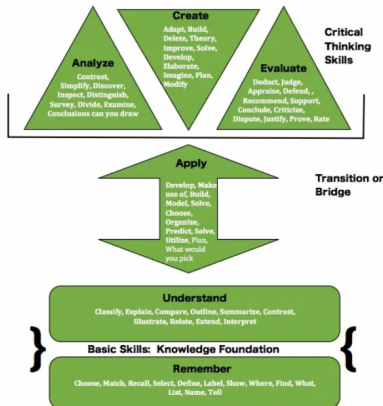 Create
Adapt, Build,
Delete, Theory,
Improve, Solve,
Develop,
Elaborate,
Imagine, Plan,
Modify
Critical
Thinking
Skills
Analyze
Contrast,
Simplify, Discover,
Inspect, Distinguish,
Survey, Divide, Examine,
Conclusions can you draw
Evaluate
Deduct, Judge,
Appraise, Defend, ,
Recommend, Support,
Conclude, Criticize,
Dispute, Justify, Prove, Rate
Apply
Develop, Make
use of, Build,
Model, Solve,
Choose,
Organize,
Predict, Solve,
Utilize, Plan,
What would
you pick
Transition or
Bridge
Understand
Classify, Explain, Compare, Outline, Summarize, Contrast,
Illustrate, Relate, Extend, Interpret
} Basic Skills: Knowledge Foundation {
Remember
Choose, Match, Recall, Select, Define, Label, Show, Where, Find, What,
List, Name, Tell